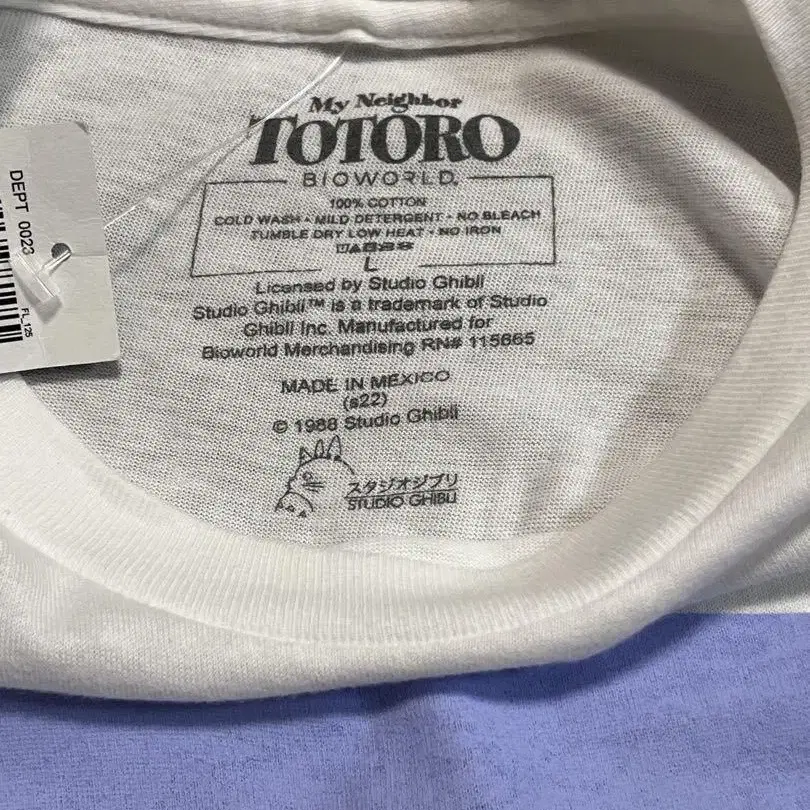 My Neighbor
TOTORO
BIOWORLD.
100% COTTON
COLD WASH • MILD DETERGENT • NO BLEACH
TUMBLE DRY LOW HEAT • NO IRON
L
Licensed by Studio Ghibli
Studio Ghibli™ is a trademark of Studio
Ghibli Inc. Manufactured for
Bioworld Merchandising RN# 115665
MADE IN MEXICO
(s22)
© 1988 Studio Ghibli
スタジオジブリ
STUDIO GHIBLI
DEPT 0023
FL_125